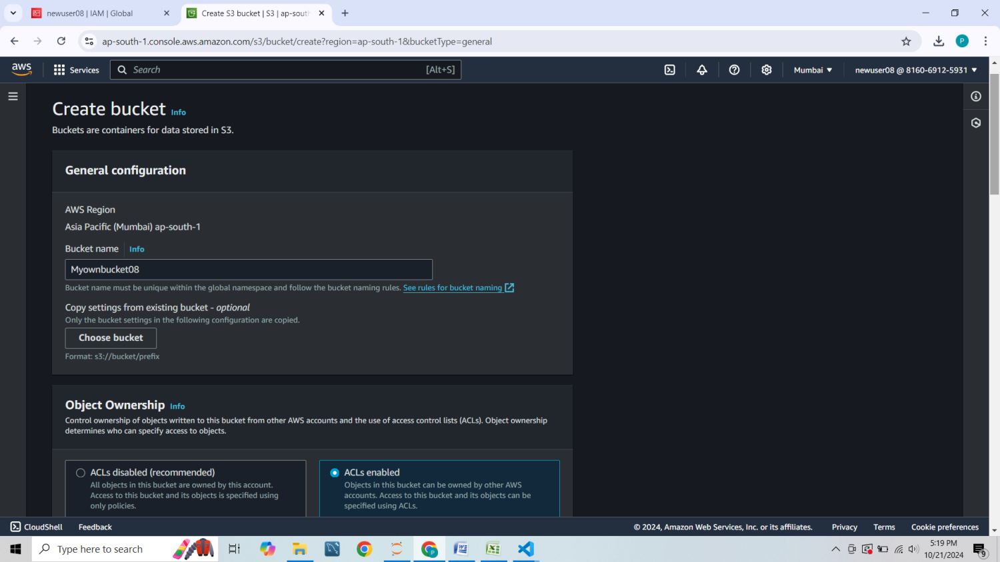 newuser08 | IAM | Global
Create S3 bucket | S3 | ap-south
ap-south-1.console.aws.amazon.com/s3/bucket/create?region=ap-south-1&bucketType=general
P
aws
Services
Search
[Alt+S]
Mumbai
newuser08 @ 8160-6912-5931
Create bucket Info
Buckets are containers for data stored in S3.
General configuration
AWS Region
Asia Pacific (Mumbai) ap-south-1
Bucket name Info
Myownbucket08
Bucket name must be unique within the global namespace and follow the bucket naming rules. See rules for bucket naming
Copy settings from existing bucket - optional
Only the bucket settings in the following configuration are copied.
Choose bucket
Format: s3://bucket/prefix
Object Ownership Info
Control ownership of objects written to this bucket from other AWS accounts and the use of access control lists (ACLs). Object ownership
determines who can specify access to objects.
ACLs disabled (recommended)
All objects in this bucket are owned by this account.
Access to this bucket and its objects is specified using
only policies.
ACLs enabled
Objects in this bucket can be owned by other AWS
accounts. Access to this bucket and its objects can be
specified using ACLs.
CloudShell
Feedback
© 2024, Amazon Web Services, Inc. or its affiliates.
Privacy
Terms
Cookie preferences
Type here to search
5:19 PM
10/21/2024
9